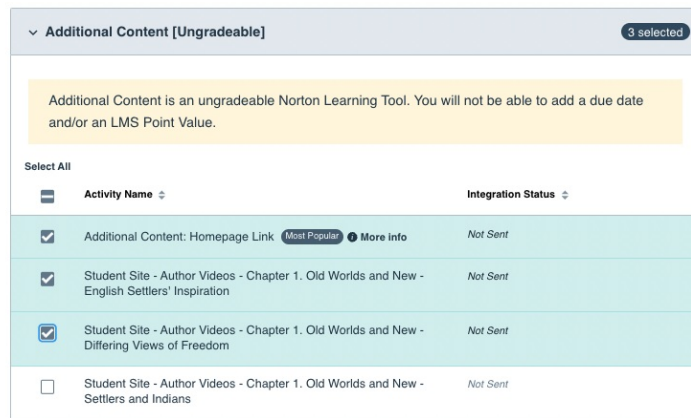 Additional Content [Ungradeable]
3 selected
Additional Content is an ungradeable Norton Learning Tool. You will not be able to add a due date
and/or an LMS Point Value.
Select All
Activity Name
Integration Status
Additional Content: Homepage Link Most Popular More info
Not Sent
Student Site - Author Videos - Chapter 1. Old Worlds and New -
English Settlers' Inspiration
Not Sent
Student Site - Author Videos - Chapter 1. Old Worlds and New -
Differing Views of Freedom
Not Sent
Student Site - Author Videos - Chapter 1. Old Worlds and New -
Settlers and Indians
Not Sent